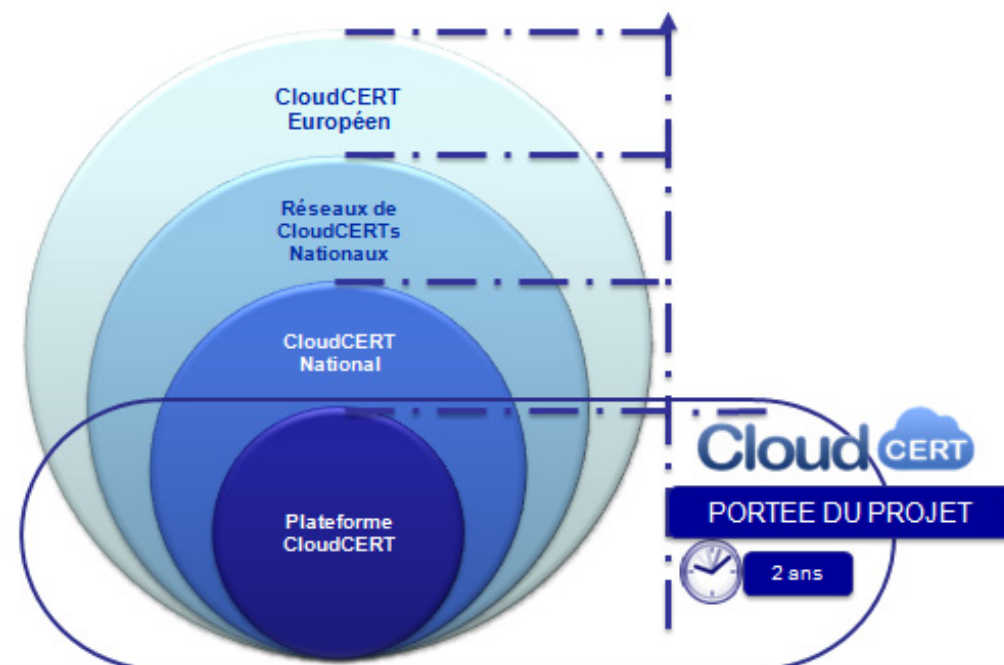 CloudCERT
Européen
Réseaux de
CloudCERTs
Nationaux
CloudCERT
National
Plateforme
CloudCERT
Cloud CERT
PORTEE DU PROJET
2 ans